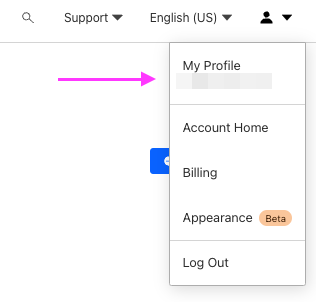 Support English (US)
My Profile
Account Home
Billing
Appearance Beta
Log Out